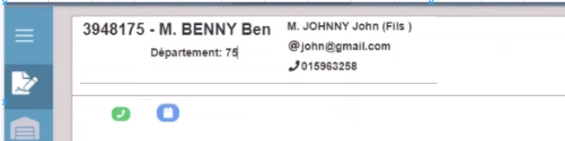 3948175 - M. BENNY Ben
Département: 75
M. JOHNNY John (Fils )
@john@gmail.com
015963258